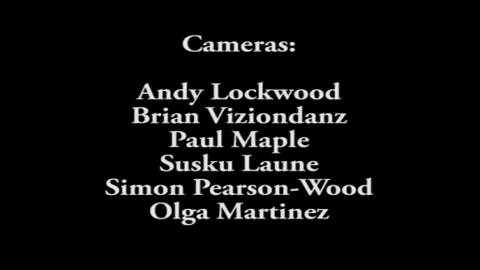 Cameras:
Andy Lockwood
Brian Viziondanz
Paul Maple
Susku Laune
Simon Pearson-Wood
Olga Martinez